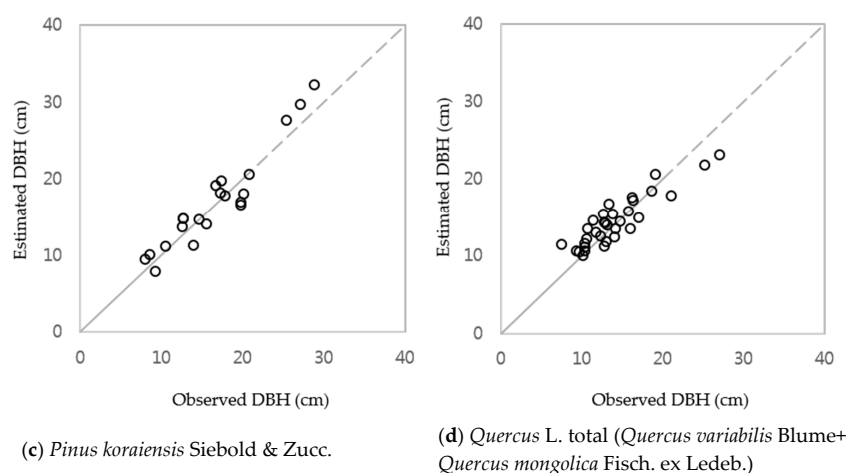 40
30
20
10
0
Estimated DBH (cm)
0 10 20 30 40
Observed DBH (cm)
(c) Pinus koraiensis Siebold & Zucc.
40
30
20
10
0
Estimated DBH (cm)
0 10 20 30 40
Observed DBH (cm)
(d) Quercus L. total (Quercus variabilis Blume+
Quercus mongolica Fisch. ex Ledeb.)